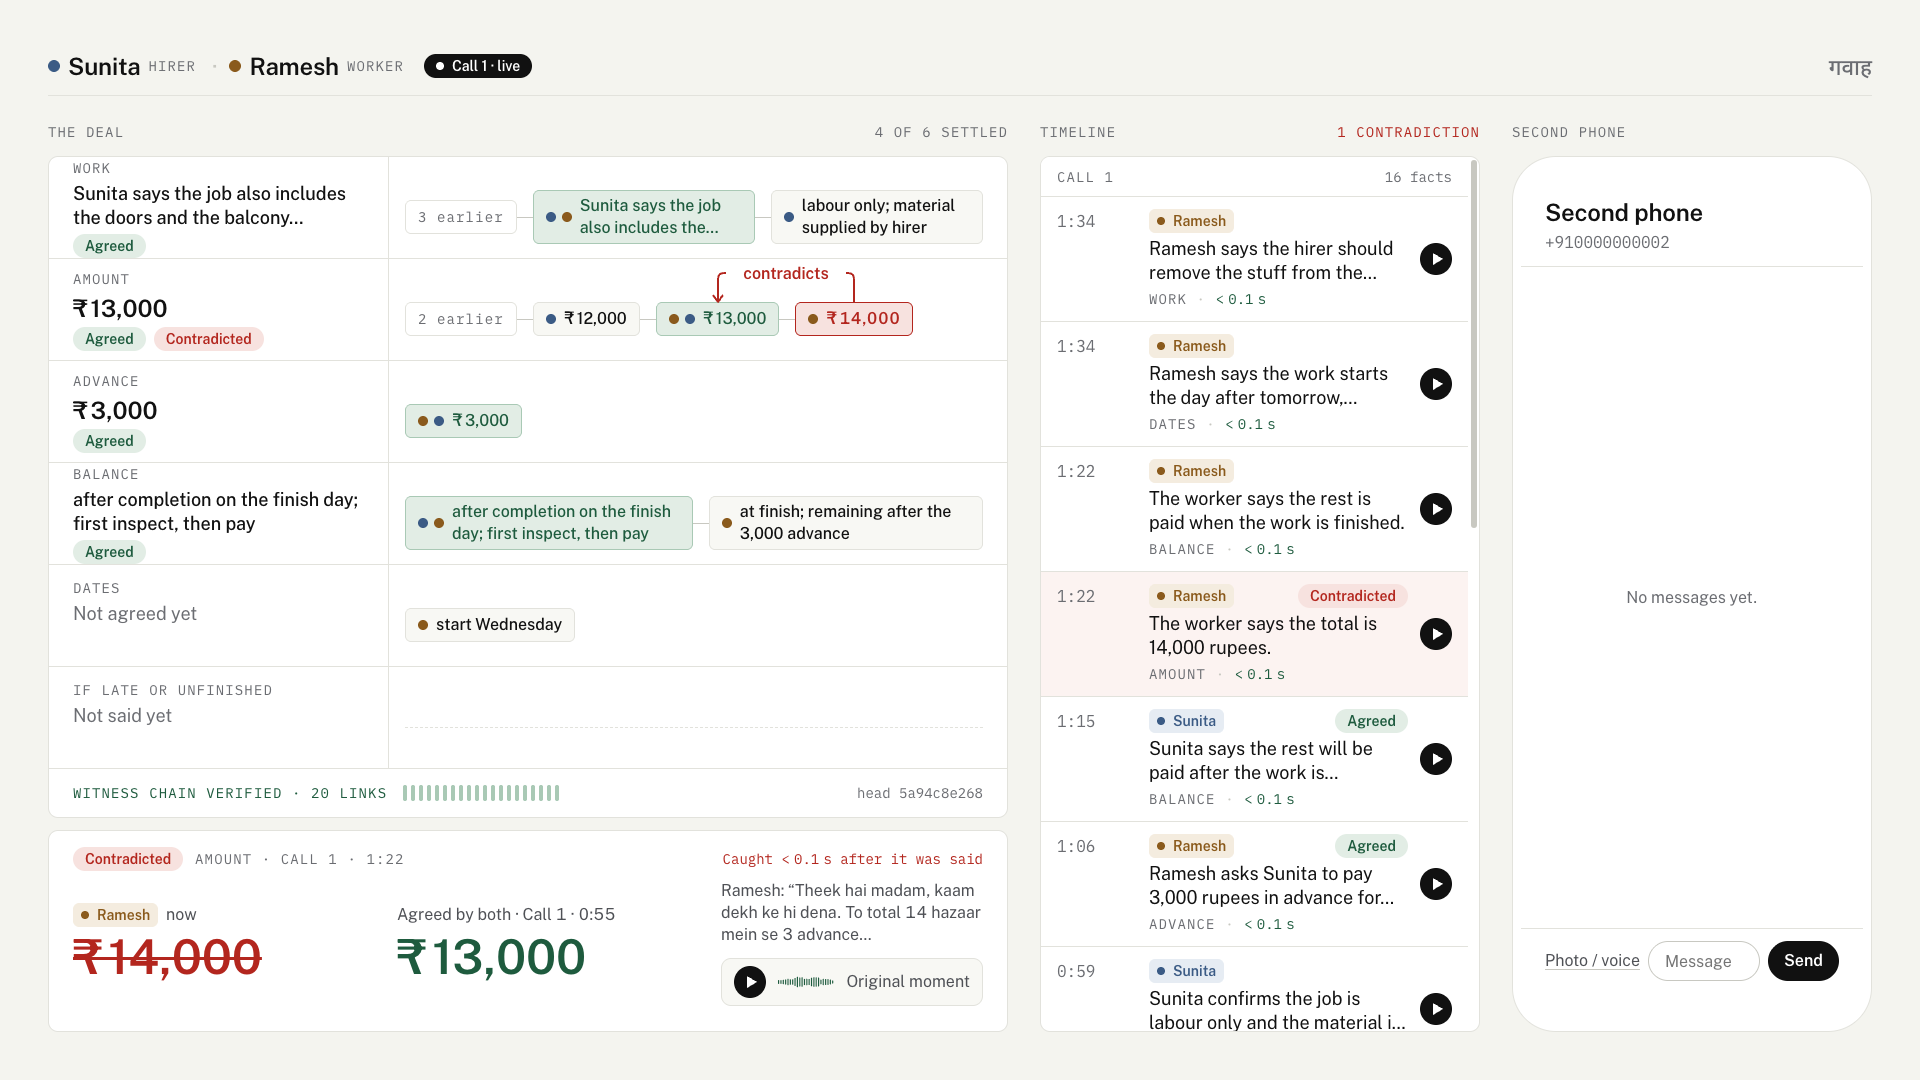 Sunita HIRER · Ramesh WORKER Call 1 · live
गवाह
THE DEAL 4 OF 6 SETTLED
WORK
Sunita says the job also includes
the doors and the balcony...
Agreed
3 earlier
Sunita says the job
also includes the...
labour only; material
supplied by hirer
AMOUNT
₹13,000
Agreed Contradicted
contradicts
2 earlier ₹12,000 ₹13,000 ₹14,000
ADVANCE
₹3,000
Agreed
₹3,000
BALANCE
after completion on the finish day;
first inspect, then pay
Agreed
after completion on the finish
day; first inspect, then pay
at finish; remaining after the
3,000 advance
DATES
Not agreed yet
start Wednesday
IF LATE OR UNFINISHED
Not said yet
WITNESS CHAIN VERIFIED · 20 LINKS head 5a94c8e268
Contradicted AMOUNT · CALL 1 · 1:22
Ramesh now
₹14,000
Agreed by both · Call 1 · 0:55
₹13,000
Caught <0.1 s after it was said
Ramesh: “Theek hai madam, kaam
dekh ke hi dena. To total 14 hazaar
mein se 3 advance...
Original moment
TIMELINE 1 CONTRADICTION
CALL 1 16 facts
1:34 Ramesh
Ramesh says the hirer should
remove the stuff from the...
WORK · <0.1 s
1:34 Ramesh
Ramesh says the work starts
the day after tomorrow,...
DATES · <0.1 s
1:22 Ramesh
The worker says the rest is
paid when the work is finished.
BALANCE · <0.1 s
1:22 Ramesh Contradicted
The worker says the total is
14,000 rupees.
AMOUNT · <0.1 s
1:15 Sunita Agreed
Sunita says the rest will be
paid after the work is...
BALANCE · <0.1 s
1:06 Ramesh Agreed
Ramesh asks Sunita to pay
3,000 rupees in advance for...
ADVANCE · <0.1 s
0:59 Sunita
Sunita confirms the job is
labour only and the material i...
SECOND PHONE
Second phone
+910000000002
No messages yet.
Photo / voice Message Send